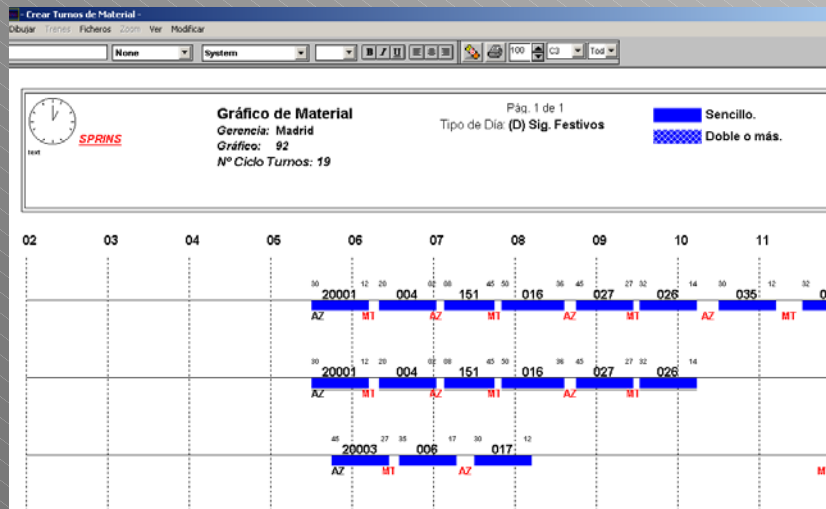 - Crear Turnos de Material -
Dibujar Trenes Ficheros Zoom Ver Modificar
None System B I U 100 C3 Tod
Gráfico de Material
Gerencia: Madrid
Gráfico: 92
Nº Ciclo Turnos: 19
Pág. 1 de 1
Tipo de Día: (D) Sig. Festivos
Sencillo.
Doble o más.
SPRINS
text
02 03 04 05 06 07 08 09 10 11
30 12 20 02 08 45 50 36 45 27 32 14 30 12 32
20001 004 151 016 027 026 035 0
AZ MT AZ MT AZ MT AZ MT
30 12 20 02 08 45 50 36 45 27 32 14
20001 004 151 016 027 026
AZ MT AZ MT AZ MT
45 27 35 17 30 12
20003 006 017
AZ MT AZ M